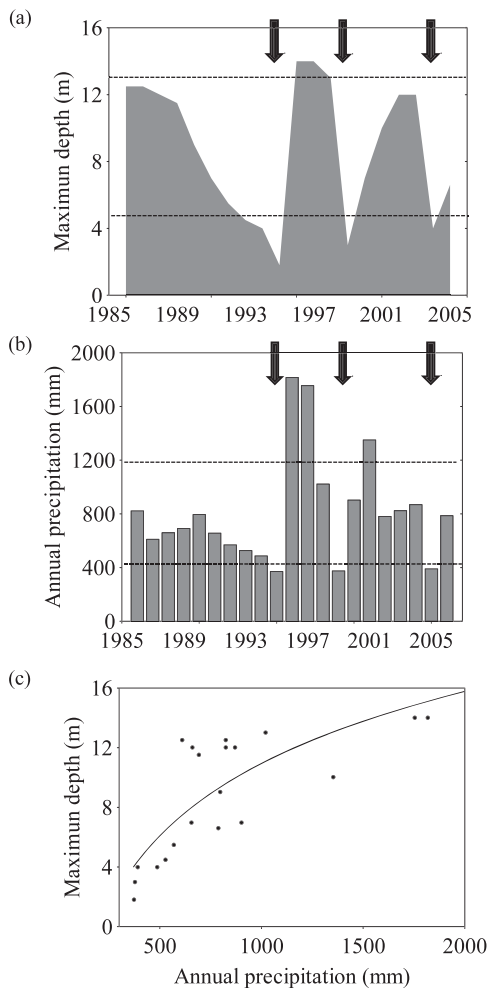 (a)
16
12
8
4
0
Maximun depth (m)
1985 1989 1993 1997 2001 2005
(b)
2000
1600
1200
800
400
0
Annual precipitation (mm)
1985 1989 1993 1997 2001 2005
(c)
16
12
8
4
0
Maximun depth (m)
500 1000 1500 2000
Annual precipitation (mm)